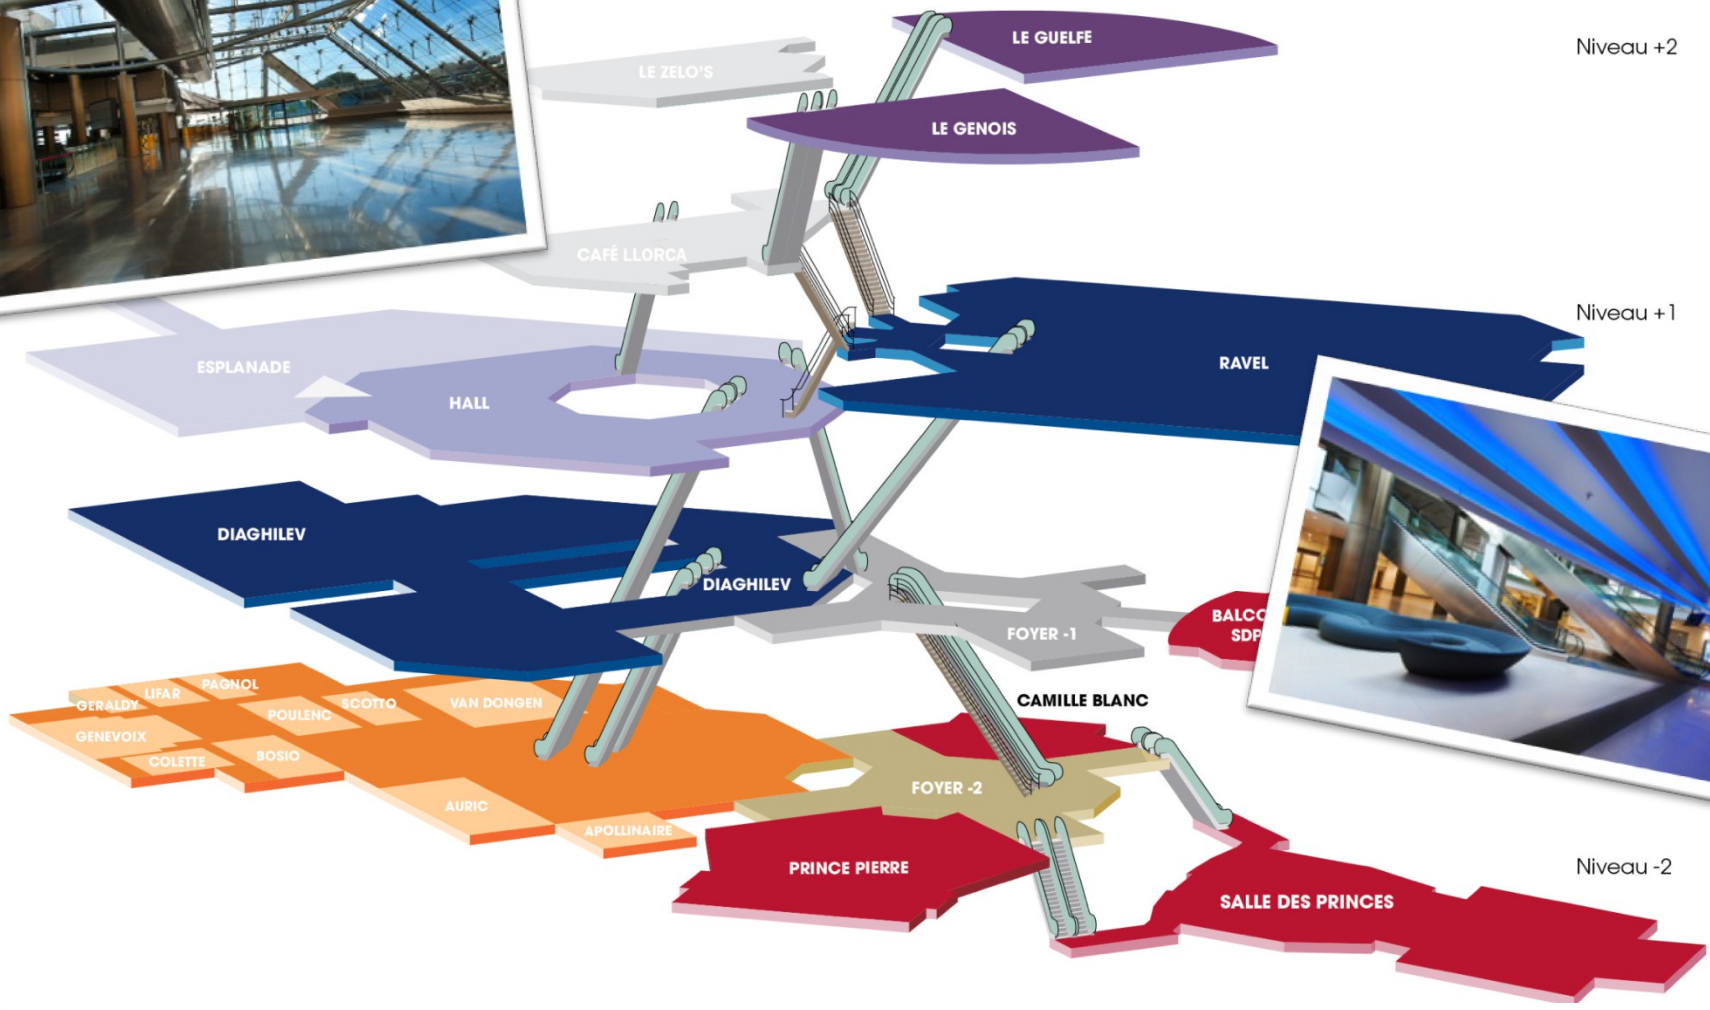 LE GUELFE
Niveau +2
LE ZELO'S
LE GENOIS
CAFÉ LLORCA
Niveau +1
ESPLANADE
RAVEL
HALL
DIAGHILEV
DIAGHILEV
FOYER -1
BALCO
SDP
PAGNOL
LIFAR
GERALDY
SCOTTO
VAN DONGEN
CAMILLE BLANC
POULENC
GENEVOIX
BOSIO
COLETTE
FOYER -2
AURIC
APOLLINAIRE
PRINCE PIERRE
Niveau -2
SALLE DES PRINCES